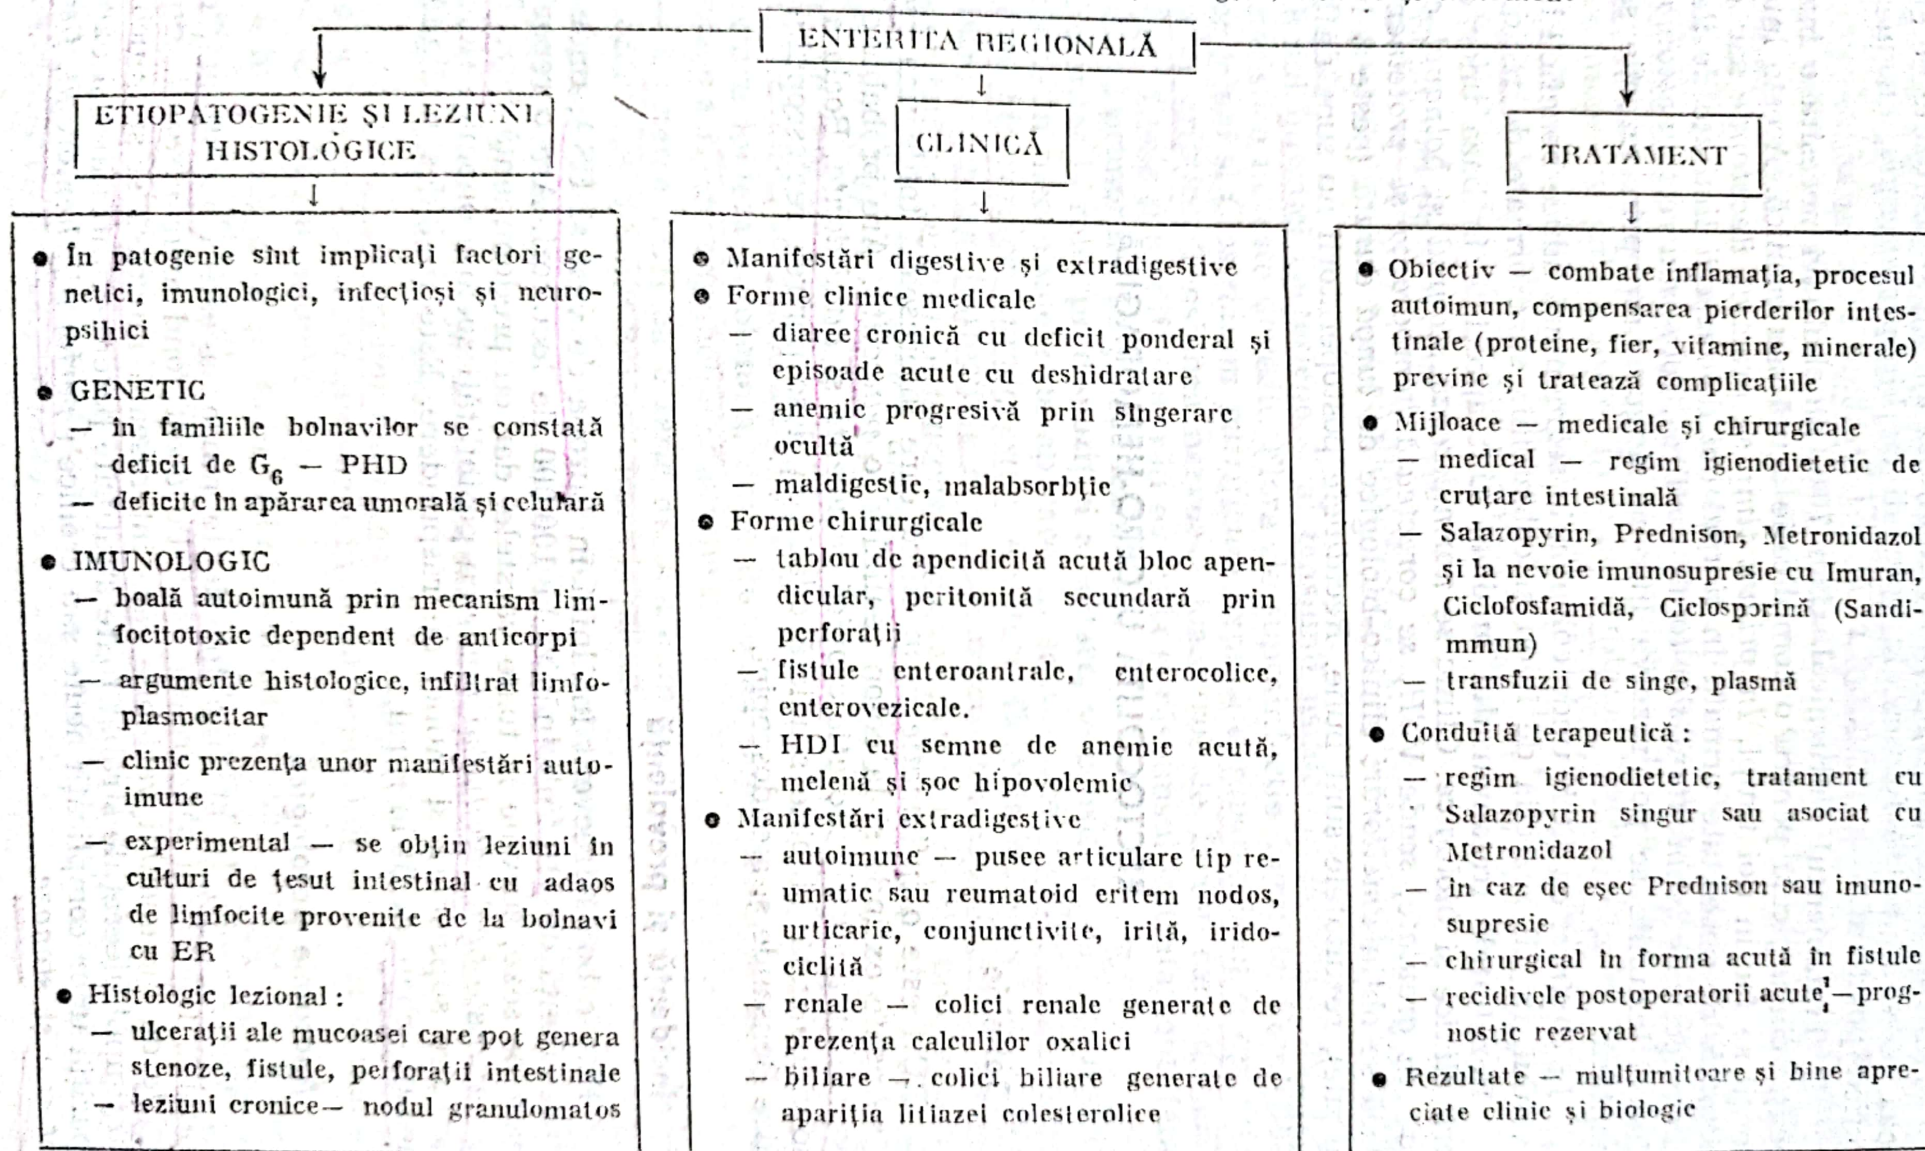 ENTERITA REGIONALĂ
ETIOPATOGENIE ŞI LEZIUNI
HISTOLOGICE
CLINICĂ
TRATAMENT
● În patogenie sînt implicaţi factori ge-
netici, imunologici, infecţioşi şi neuro-
psihici
● GENETIC
— în familiile bolnavilor se constată
deficit de G6 — PHD
— deficite în apărarea umorală şi celulară
● IMUNOLOGIC
— boală autoimună prin mecanism lim-
focitotoxic dependent de anticorpi
— argumente histologice, infiltrat limfo-
plasmocitar
— clinic prezenţa unor manifestări auto-
imune
— experimental — se obţin leziuni în
culturi de ţesut intestinal cu adaos
de limfocite provenite de la bolnavi
cu ER
● Histologic lezional :
— ulceraţii ale mucoasei care pot genera
stenoze, fistule, perforaţii intestinale
— leziuni cronice— nodul granulomatos
● Manifestări digestive şi extradigestive
● Forme clinice medicale
— diaree cronică cu deficit ponderal şi
episoade acute cu deshidratare
— anemie progresivă prin sîngerare
ocultă
— maldigestie, malabsorbţie
● Forme chirurgicale
— tablou de apendicită acută bloc apen-
dicular, peritonită secundară prin
perforaţii
— fistule enteroantrale, enterocolice,
enterovezicale.
— HDI cu semne de anemie acută,
melenă şi şoc hipovolemic
● Manifestări extradigestive
— autoimune — pusee articulare tip re-
umatic sau reumatoid eritem nodos,
urticarie, conjunctivite, irită, irido-
ciclită
— renale — colici renale generate de
prezenţa calculilor oxalici
— biliare — colici biliare generate de
apariţia litiazei colesterolice
● Obiectiv — combate inflamaţia, procesul
autoimun, compensarea pierderilor intes-
tinale (proteine, fier, vitamine, minerale)
previne şi tratează complicaţiile
● Mijloace — medicale şi chirurgicale
— medical — regim igienodietetic de
cruţare intestinală
— Salazopyrin, Prednison, Metronidazol
şi la nevoie imunosupresie cu Imuran,
Ciclofosfamidă, Ciclosporină (Sandi-
mmun)
— transfuzii de sînge, plasmă
● Conduită terapeutică :
— regim igienodietetic, tratament cu
Salazopyrin singur sau asociat cu
Metronidazol
— în caz de eşec Prednison sau imuno-
supresie
— chirurgical în forma acută în fistule
— recidivele postoperatorii acute — prog-
nostic rezervat
● Rezultate — mulţumitoare şi bine apre-
ciate clinic şi biologic